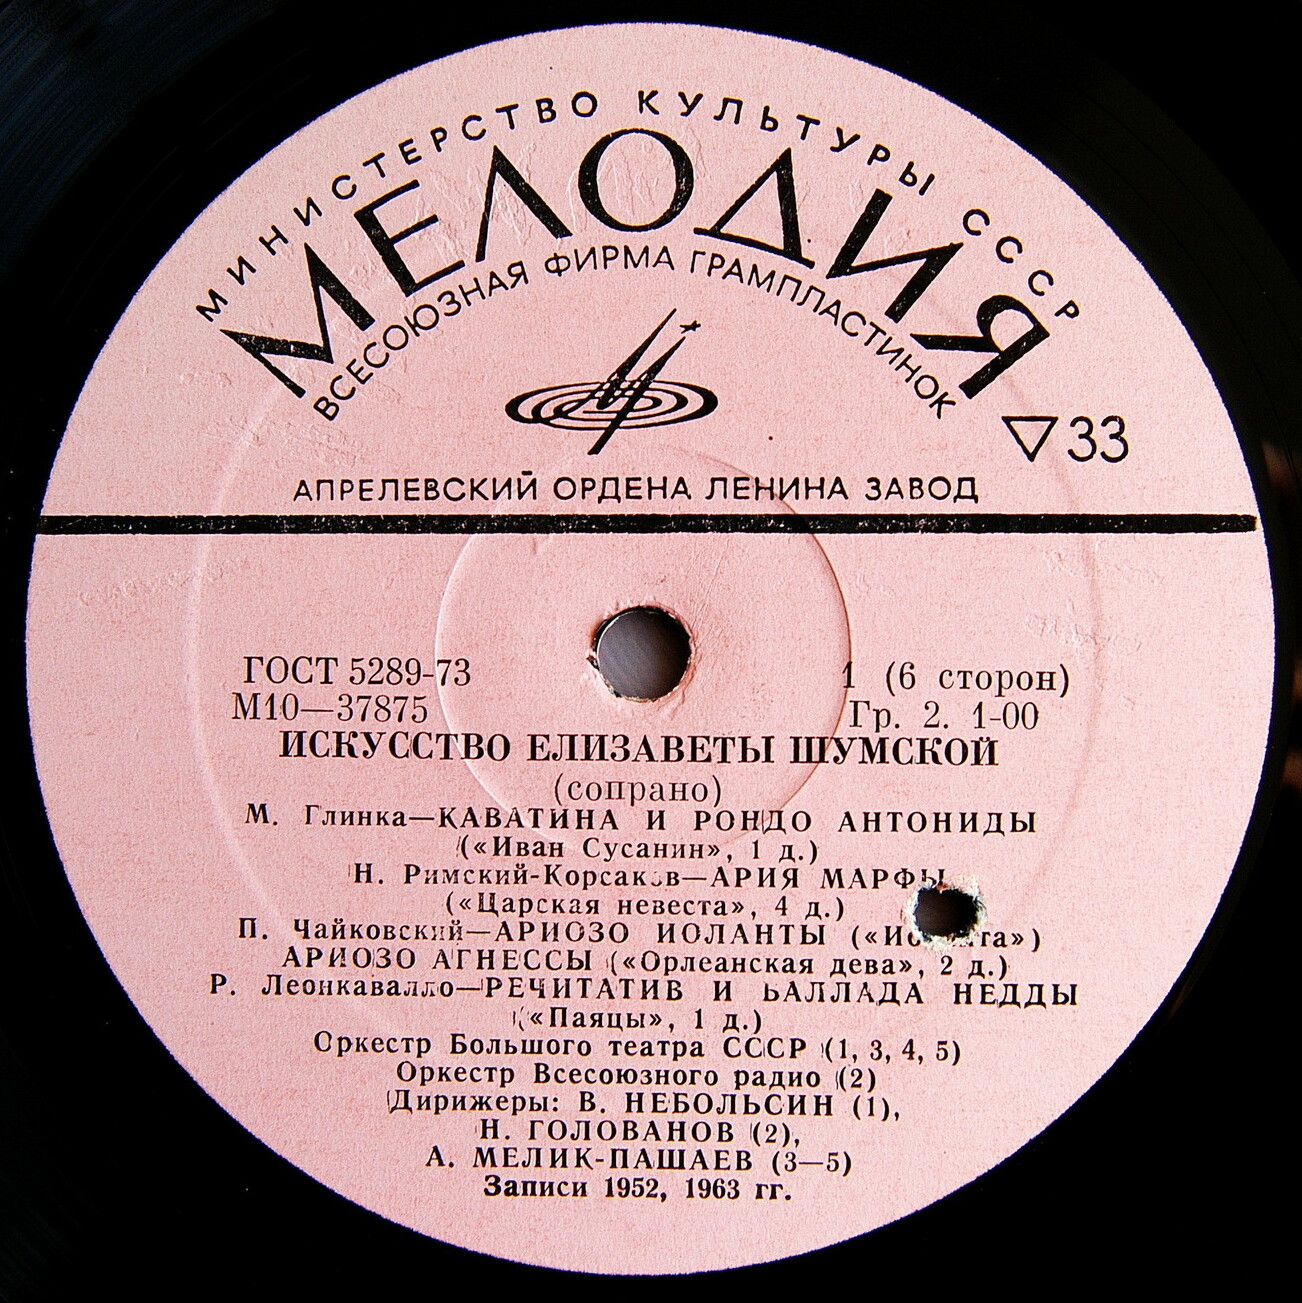 МИНИСТЕРСТВО КУЛЬТУРЫ СССР
МЕЛОДИЯ
ВСЕСОЮЗНАЯ ФИРМА ГРАМПЛАСТИНОК
33
АПРЕЛЕВСКИЙ ОРДЕНА ЛЕНИНА ЗАВОД
ГОСТ 5289-73
1 (6 сторон)
М10—37875
Гр. 2. 1-00
ИСКУССТВО ЕЛИЗАВЕТЫ ШУМСКОЙ
(сопрано)
М. Глинка—КАВАТИНА И РОНДО АНТОНИДЫ
(«Иван Сусанин», 1 д.)
Н. Римский-Корсаков—АРИЯ МАРФЫ
(«Царская невеста», 4 д.)
П. Чайковский—АРИОЗО ИОЛАНТЫ
АРИОЗО АГНЕССЫ («Орлеанская дева», 2 д.)
Р. Леонкавалло—РЕЧИТАТИВ И БАЛЛАДА НЕДДЫ
(«Паяцы», 1 д.)
Оркестр Большого театра СССР (1, 3, 4, 5)
Оркестр Всесоюзного радио (2)
Дирижеры: В. НЕБОЛЬСИН (1),
Н. ГОЛОВАНОВ (2),
А. МЕЛИК-ПАШАЕВ (3—5)
Записи 1952, 1963 гг.